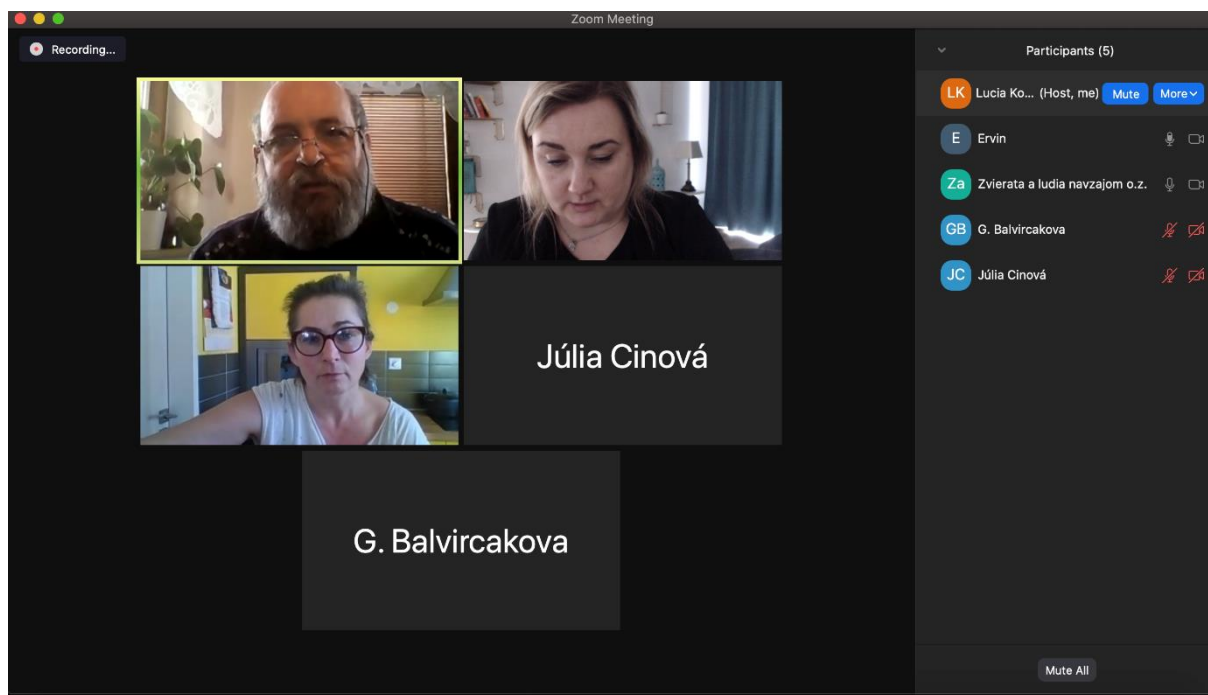 Zoom Meeting
Recording...
Participants (5)
LK Lucia Ko... (Host, me) Mute More
E Ervin
Za Zvierata a ludia navzajom o.z.
GB G. Balvircakova
JC Júlia Cinová
Júlia Cinová
G. Balvircakova
Mute All